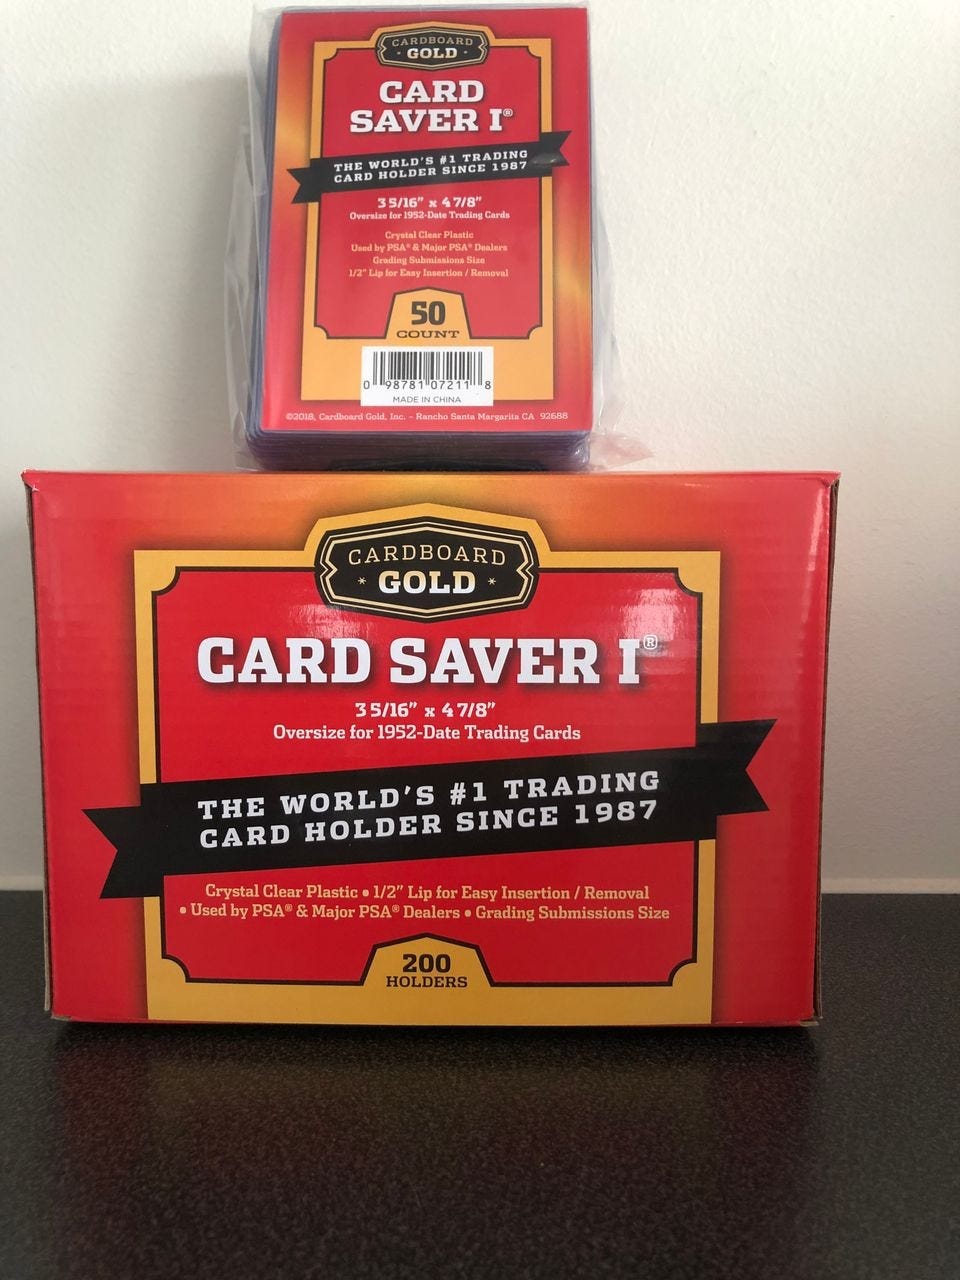 CARDBOARD
GOLD
CARD
SAVER I®
THE WORLD'S #1 TRADING
CARD HOLDER SINCE 1987
3 5/16" x 4 7/8"
Oversize for 1952-Date Trading Cards
Crystal Clear Plastic
Used by PSA® & Major PSA® Dealers
Grading Submissions Size
1/2" Lip for Easy Insertion / Removal
50
COUNT
0 98781 07211 8
MADE IN CHINA
©2018, Cardboard Gold, Inc. - Rancho Santa Margarita CA 92688
CARDBOARD
* GOLD *
CARD SAVER I®
3 5/16" x 4 7/8"
Oversize for 1952-Date Trading Cards
THE WORLD'S #1 TRADING
CARD HOLDER SINCE 1987
Crystal Clear Plastic • 1/2" Lip for Easy Insertion / Removal
• Used by PSA® & Major PSA® Dealers • Grading Submissions Size
200
HOLDERS